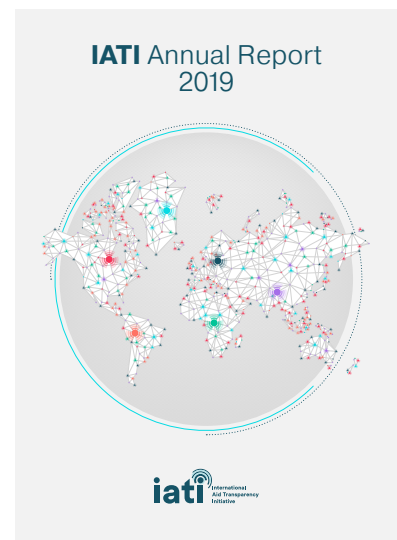 IATI Annual Report
2019
iati
International
Aid Transparency
Initiative